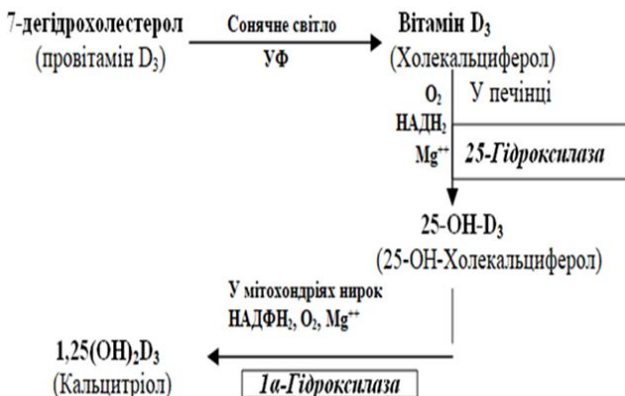 7-дегідрохолестерол
(провітамін D₃)
Сонячне світло
УФ
Вітамін D₃
(Холекальциферол)
O₂
НАДН₂
Mg⁺⁺
У печінці
25-Гідроксилаза
25-OH-D₃
(25-OH-Холекальциферол)
У мітохондріях нирок
НАДФН₂, O₂, Mg⁺⁺
1,25(OH)₂D₃
(Кальцитріол)
1α-Гідроксилаза